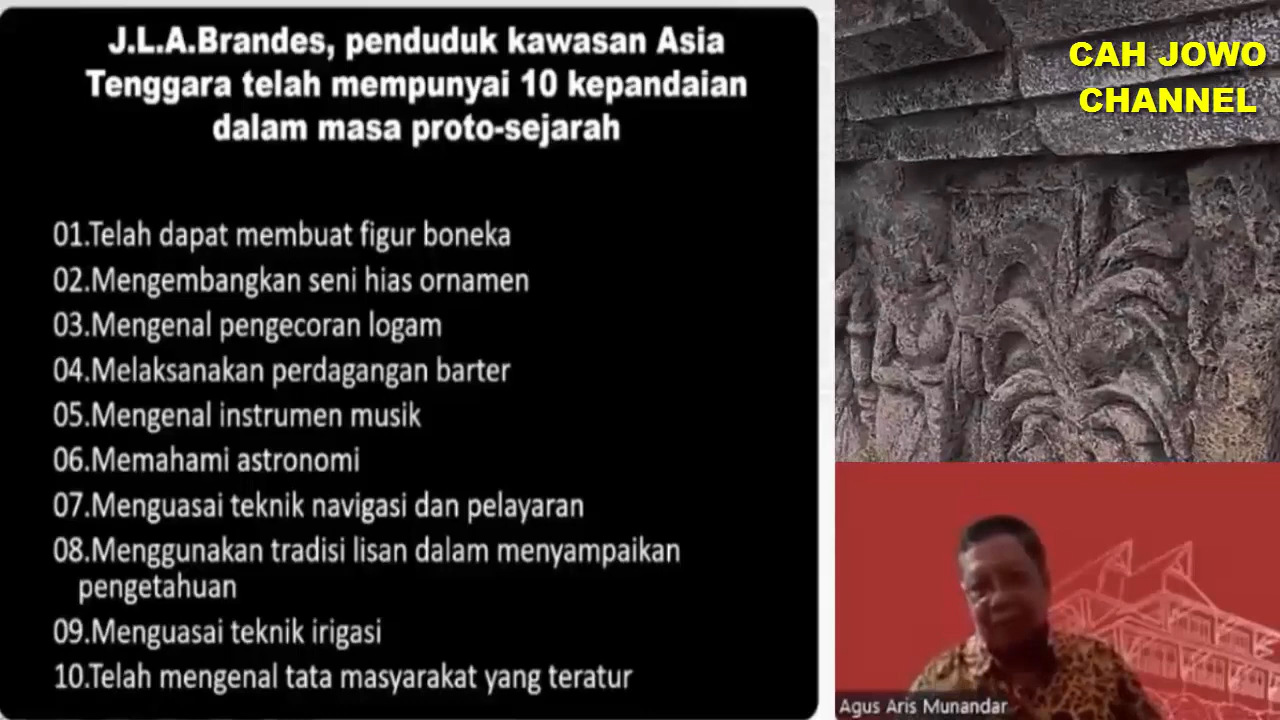 J.L.A.Brandes, penduduk kawasan Asia
Tenggara telah mempunyai 10 kepandaian
dalam masa proto-sejarah
01.Telah dapat membuat figur boneka
02.Mengembangkan seni hias ornamen
03.Mengenal pengecoran logam
04.Melaksanakan perdagangan barter
05.Mengenal instrumen musik
06.Memahami astronomi
07.Menguasai teknik navigasi dan pelayaran
08.Menggunakan tradisi lisan dalam menyampaikan
pengetahuan
09.Menguasai teknik irigasi
10.Telah mengenal tata masyarakat yang teratur
CAH JOWO
CHANNEL
Agus Aris Munandar